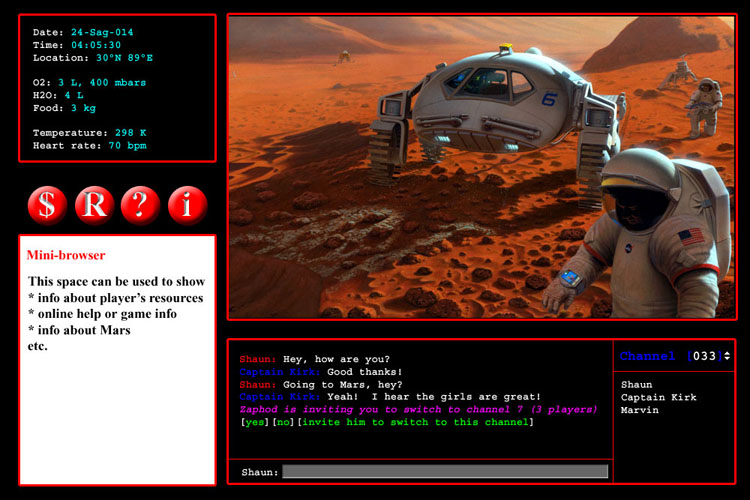 Date: 24-Sag-014
Time: 04:05:30
Location: 30°N 89°E
O2: 3 L, 400 mbars
H2O: 4 L
Food: 3 kg
Temperature: 298 K
Heart rate: 70 bpm
$ R ? i
Mini-browser
This space can be used to show
* info about player's resources
* online help or game info
* info about Mars
etc.
6
Shaun: Hey, how are you?
Captain Kirk: Good thanks!
Shaun: Going to Mars, hey?
Captain Kirk: Yeah! I hear the girls are great!
Zaphod is inviting you to switch to channel 7 (3 players)
[yes][no][invite him to switch to this channel]
Shaun:
Channel [033]
Shaun
Captain Kirk
Marvin